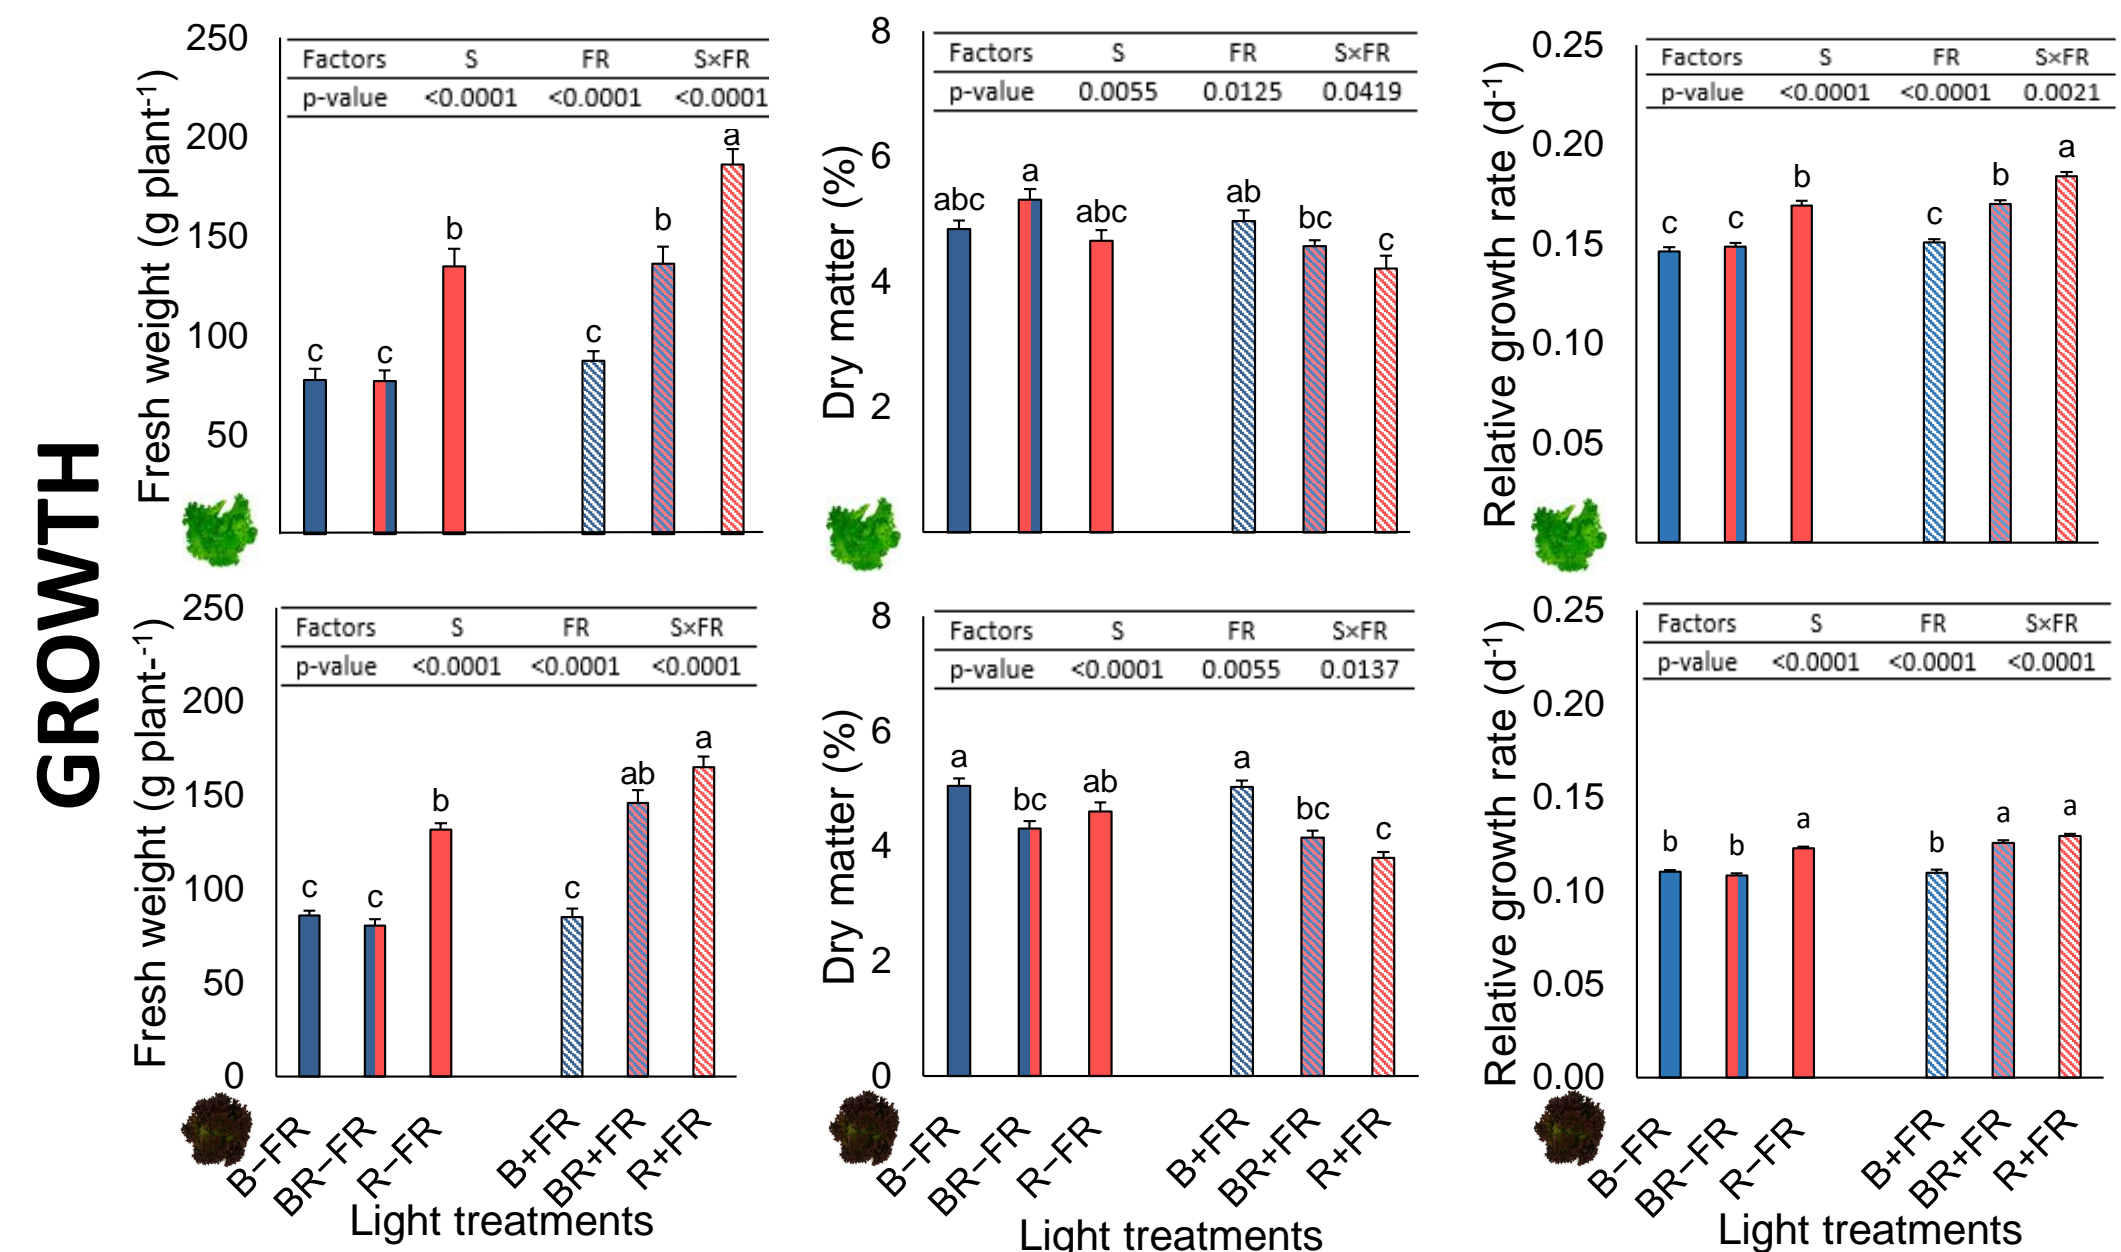 GROWTH
Fresh weight (g plant-1)
250
200
150
100
50
Factors S FR S×FR
p-value <0.0001 <0.0001 <0.0001
c c b c b a
Dry matter (%)
8
6
4
2
Factors S FR S×FR
p-value 0.0055 0.0125 0.0419
abc a abc ab bc c
Relative growth rate (d-1)
0.25
0.20
0.15
0.10
0.05
Factors S FR S×FR
p-value <0.0001 <0.0001 0.0021
c c b c b a
Fresh weight (g plant--1)
250
200
150
100
50
0
Factors S FR S×FR
p-value <0.0001 <0.0001 <0.0001
c c b c ab a
B−FR BR−FR R−FR B+FR BR+FR R+FR
Light treatments
Dry matter (%)
8
6
4
2
0
Factors S FR S×FR
p-value <0.0001 0.0055 0.0137
a bc ab a bc c
B−FR BR−FR R−FR B+FR BR+FR R+FR
Light treatments
Relative growth rate (d-1)
0.25
0.20
0.15
0.10
0.05
0.00
Factors S FR S×FR
p-value <0.0001 <0.0001 <0.0001
b b a b a a
B−FR BR−FR R−FR B+FR BR+FR R+FR
Light treatments